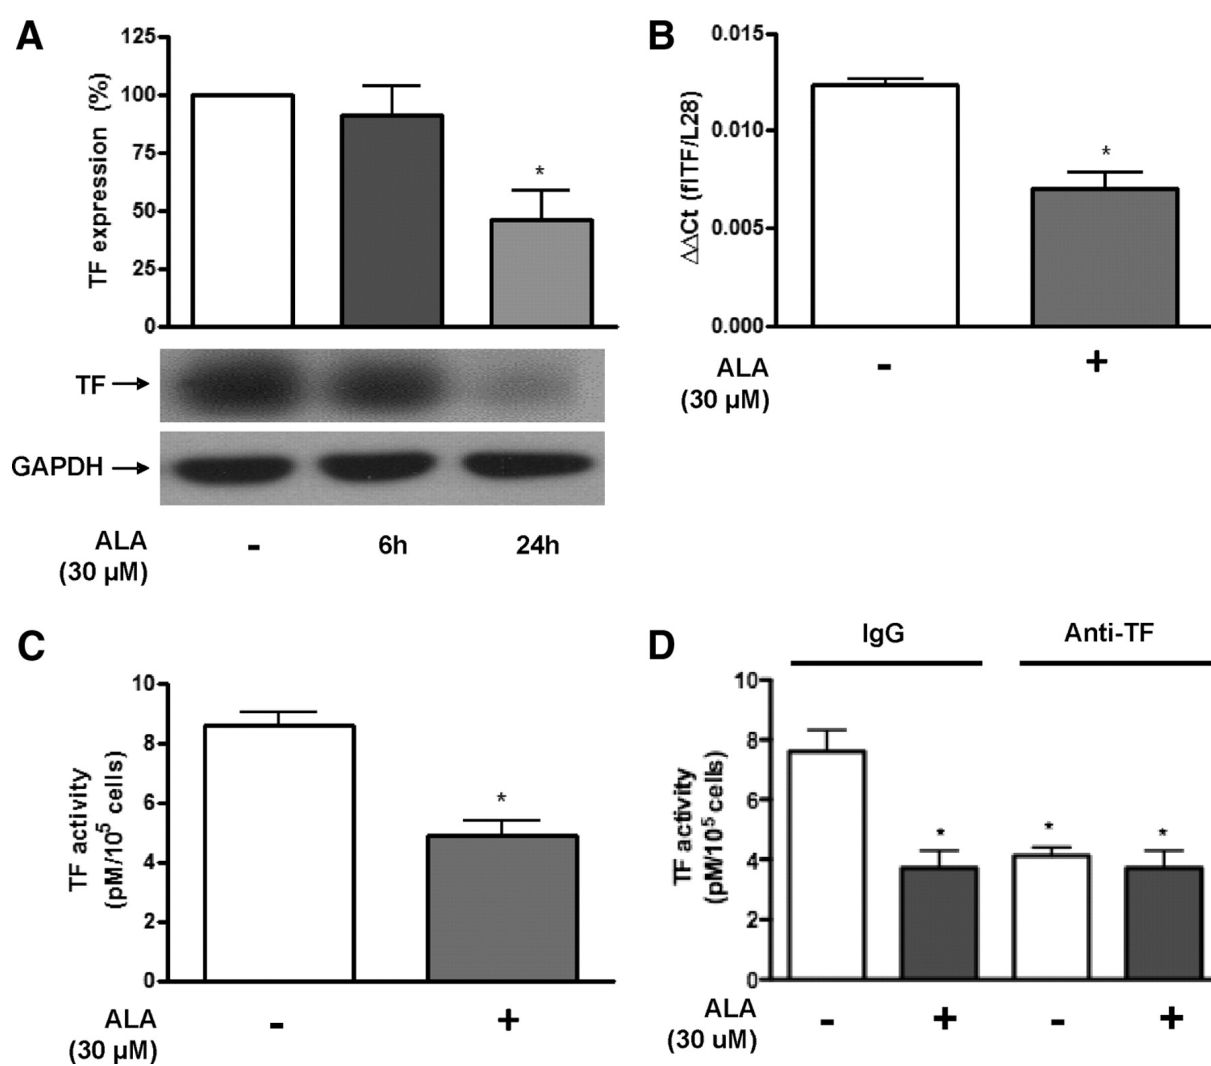 A
125
100
75
50
25
0
TF expression (%)
*
TF
GAPDH
ALA
(30 µM)
-
6h
24h
B
0.015
0.010
0.005
0.000
ΔΔCt (flTF/L28)
*
ALA
(30 µM)
-
+
C
10
8
6
4
2
0
TF activity
(pM/10⁵ cells)
*
ALA
(30 µM)
-
+
D
IgG
Anti-TF
10
8
6
4
2
0
TF activity
(pM/10⁵ cells)
* * *
ALA
(30 uM)
- + - +